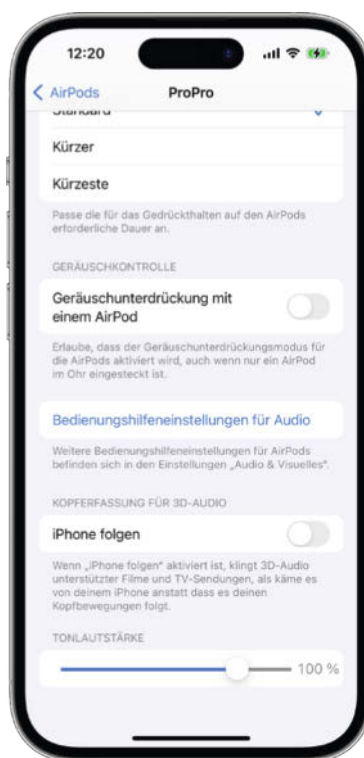 12:20
AirPods
ProPro
Standard
Kürzer
Kürzeste
Passe die für das Gedrückthalten auf den AirPods
erforderliche Dauer an.
GERÄUSCHKONTROLLE
Geräuschunterdrückung mit
einem AirPod
Erlaube, dass der Geräuschunterdrückungsmodus für
die AirPods aktiviert wird, auch wenn nur ein AirPod
im Ohr eingesteckt ist.
Bedienungshilfeneinstellungen für Audio
Weitere Bedienungshilfeneinstellungen für AirPods
befinden sich in den Einstellungen „Audio & Visuelles“.
KOPFERFASSUNG FÜR 3D-AUDIO
iPhone folgen
Wenn „iPhone folgen“ aktiviert ist, klingt 3D-Audio
unterstützter Filme und TV-Sendungen, als käme es
von deinem iPhone anstatt dass es deinen
Kopfbewegungen folgt.
TONLAUTSTÄRKE
100 %